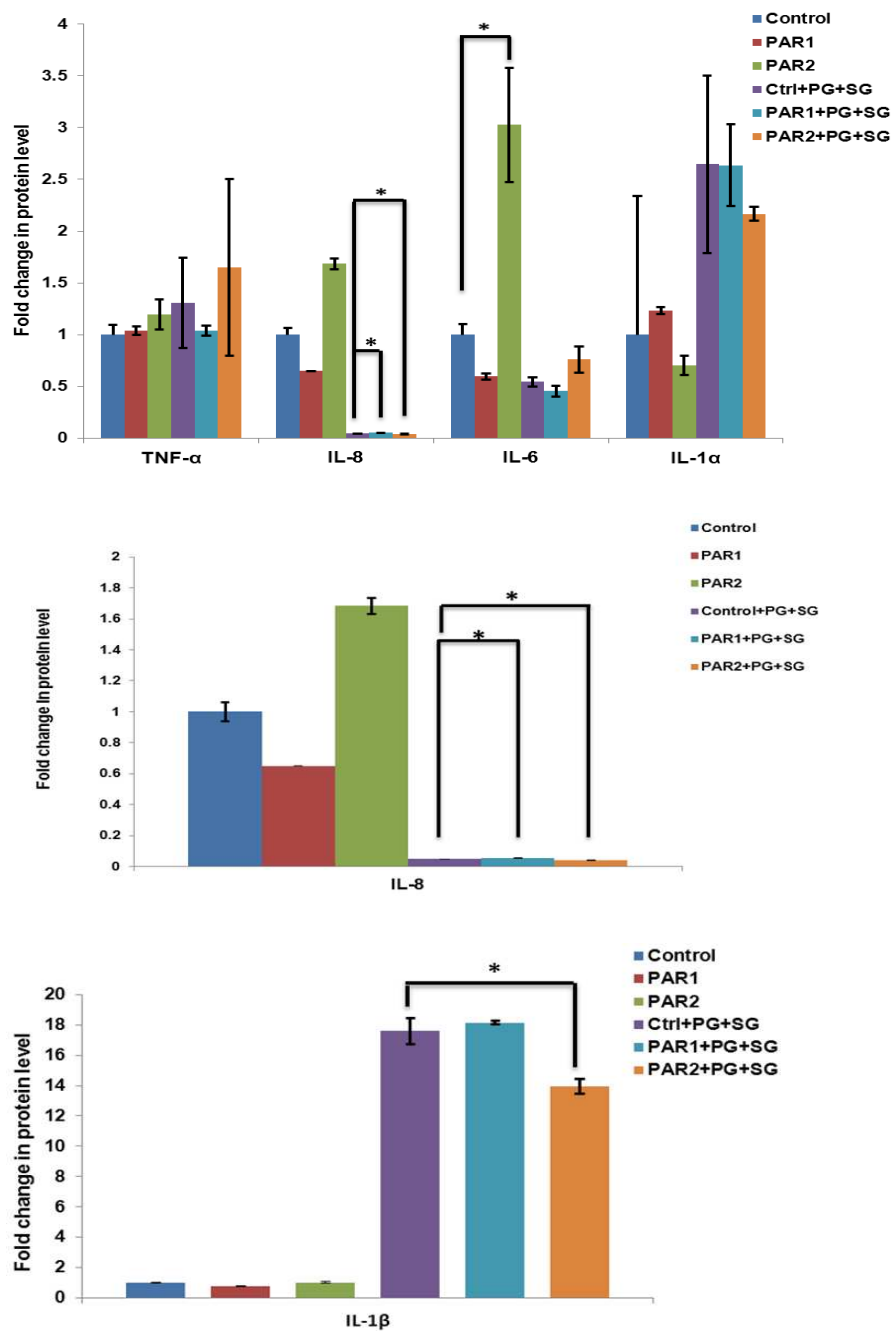 4
3.5
3
2.5
2
1.5
1
0.5
0
Fold change in protein level
*
*
*
Control
PAR1
PAR2
Ctrl+PG+SG
PAR1+PG+SG
PAR2+PG+SG
TNF-α IL-8 IL-6 IL-1α
2
1.8
1.6
1.4
1.2
1
0.8
0.6
0.4
0.2
0
Fold change in protein level
*
*
Control
PAR1
PAR2
Control+PG+SG
PAR1+PG+SG
PAR2+PG+SG
IL-8
20
18
16
14
12
10
8
6
4
2
0
Fold change in protein level
*
Control
PAR1
PAR2
Ctrl+PG+SG
PAR1+PG+SG
PAR2+PG+SG
IL-1β